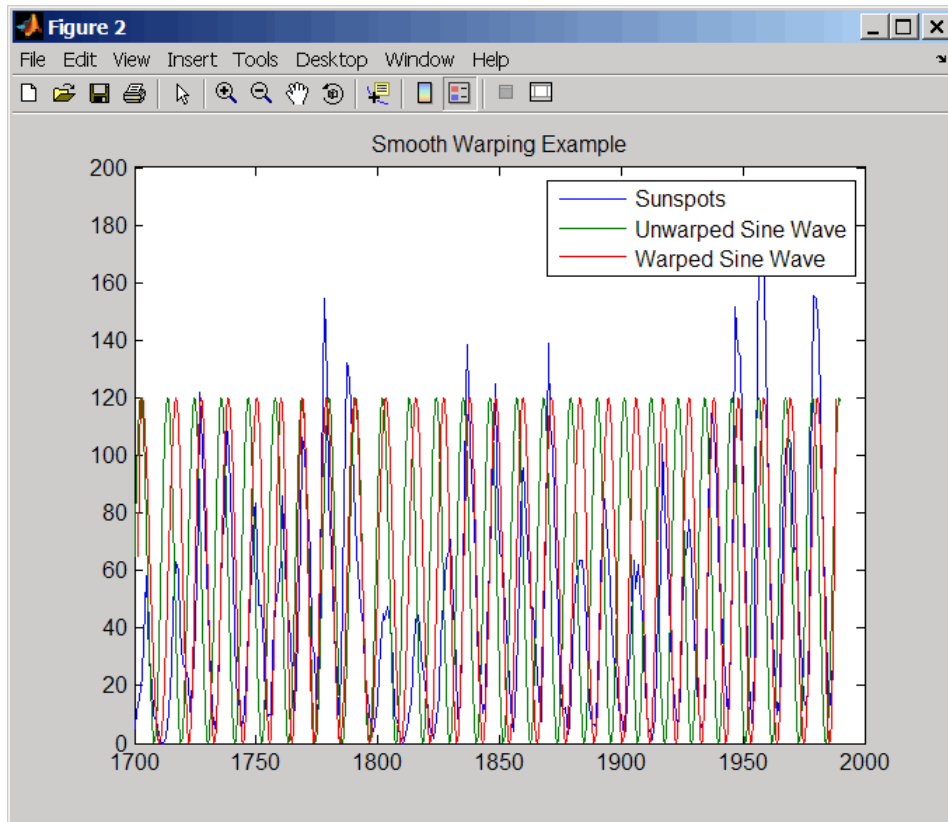 Figure 2
File Edit View Insert Tools Desktop Window Help
Smooth Warping Example
200
180
160
140
120
100
80
60
40
20
0
Sunspots
Unwarped Sine Wave
Warped Sine Wave
1700 1750 1800 1850 1900 1950 2000